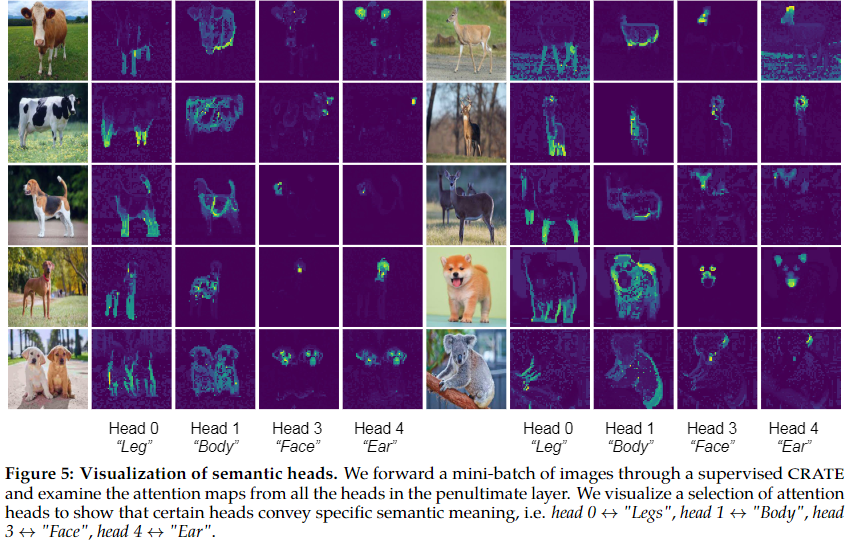 Head 0 Head 1 Head 3 Head 4 Head 0 Head 1 Head 3 Head 4
“Leg” “Body” “Face” “Ear” “Leg” “Body” “Face” “Ear”
Figure 5: Visualization of semantic heads. We forward a mini-batch of images through a supervised CRATE
and examine the attention maps from all the heads in the penultimate layer. We visualize a selection of attention
heads to show that certain heads convey specific semantic meaning, i.e. head 0 ↔ "Legs", head 1 ↔ "Body", head
3 ↔ "Face", head 4 ↔ "Ear".